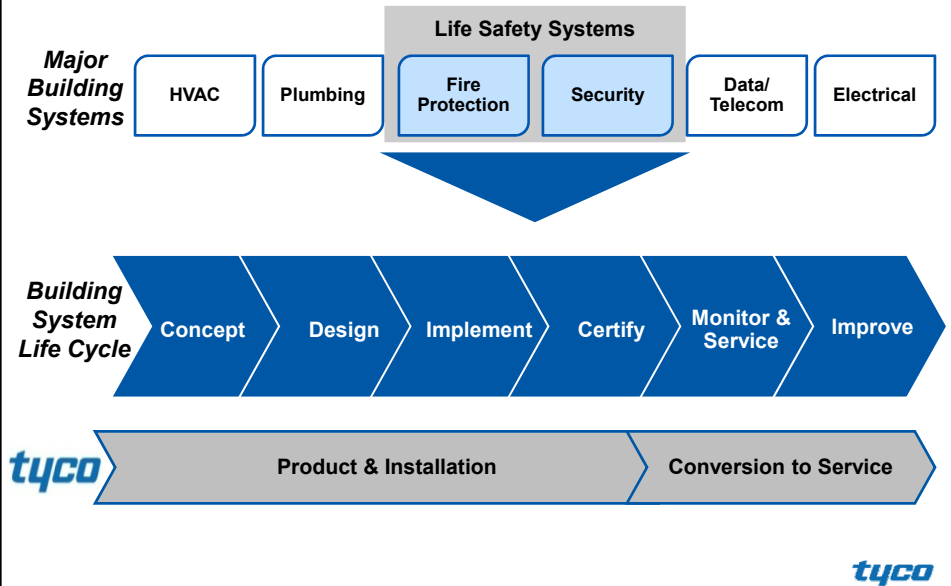 Life Safety Systems
Major
Building
Systems
HVAC
Plumbing
Fire
Protection
Security
Data/
Telecom
Electrical
Building
System
Life Cycle
Concept
Design
Implement
Certify
Monitor &
Service
Improve
tyco
Product & Installation
Conversion to Service
tyco